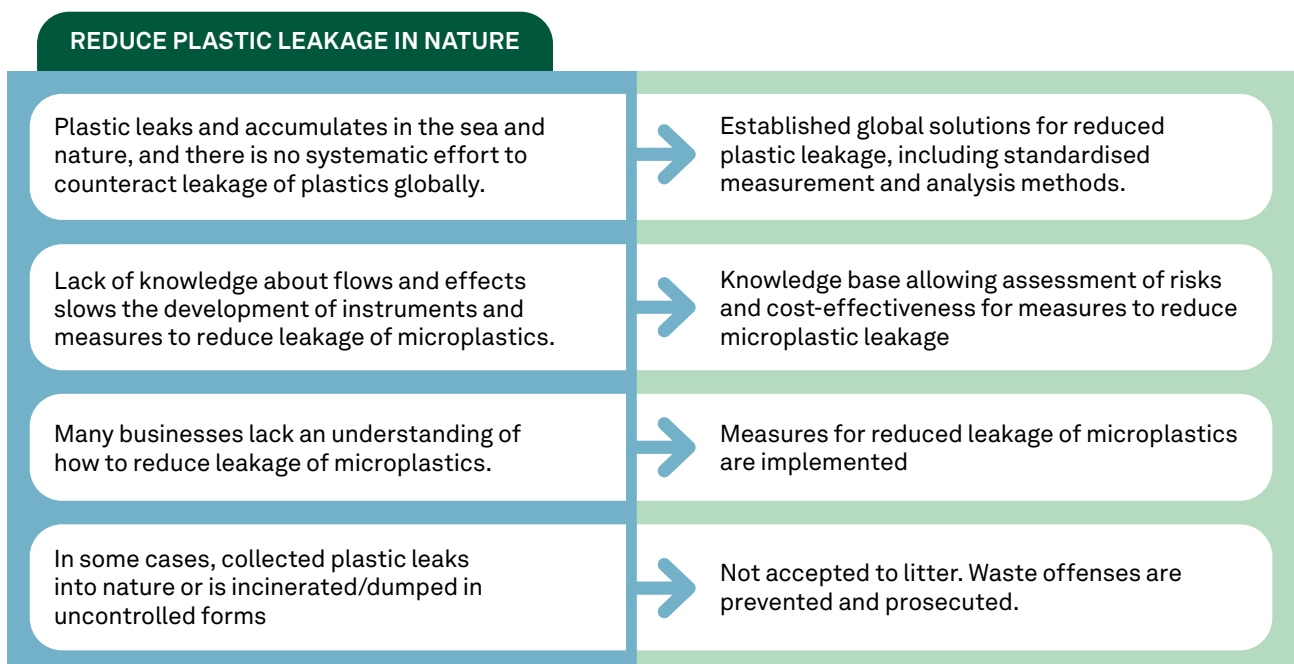 REDUCE PLASTIC LEAKAGE IN NATURE
Plastic leaks and accumulates in the sea and
nature, and there is no systematic effort to
counteract leakage of plastics globally.
Established global solutions for reduced
plastic leakage, including standardised
measurement and analysis methods.
Lack of knowledge about flows and effects
slows the development of instruments and
measures to reduce leakage of microplastics.
Knowledge base allowing assessment of risks
and cost-effectiveness for measures to reduce
microplastic leakage
Many businesses lack an understanding of
how to reduce leakage of microplastics.
Measures for reduced leakage of microplastics
are implemented
In some cases, collected plastic leaks
into nature or is incinerated/dumped in
uncontrolled forms
Not accepted to litter. Waste offenses are
prevented and prosecuted.